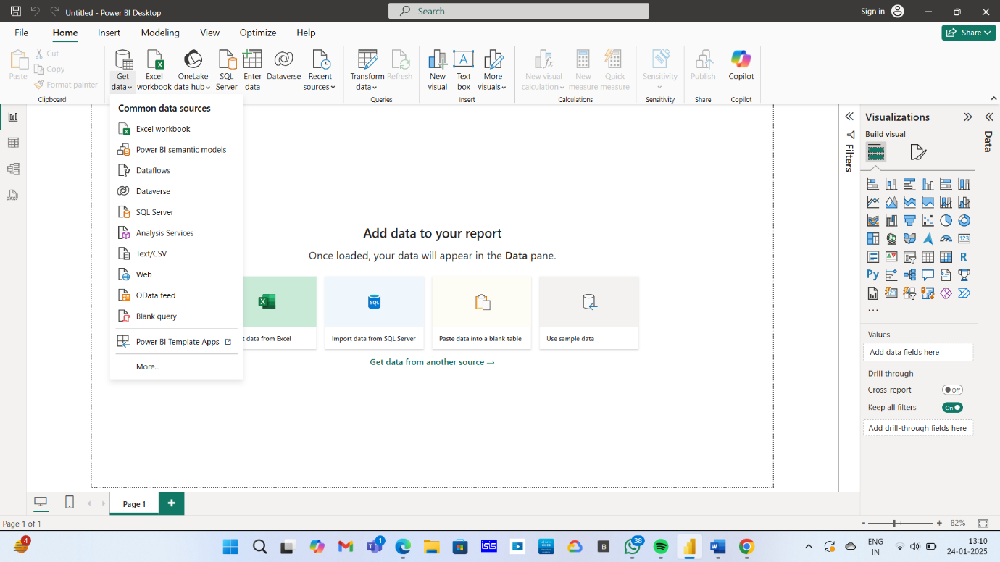 Untitled - Power BI Desktop
Search
Sign in
File
Home
Insert
Modeling
View
Optimize
Help
Share
Paste
Cut
Copy
Format painter
Clipboard
Get data
Excel workbook
OneLake data hub
SQL Server
Enter data
Dataverse
Recent sources
Transform data
Refresh
Queries
New visual
Text box
More visuals
Insert
New visual calculation
New measure
Quick measure
Calculations
Sensitivity
Sensitivity
Publish
Share
Copilot
Copilot
Common data sources
Excel workbook
Power BI semantic models
Dataflows
Dataverse
SQL Server
Analysis Services
Text/CSV
Web
OData feed
Blank query
Power BI Template Apps
More...
Add data to your report
Once loaded, your data will appear in the Data pane.
SQL
t data from Excel
Import data from SQL Server
Paste data into a blank table
Use sample data
Get data from another source →
Filters
Visualizations
Build visual
Data
123
R
Py
123
...
Values
Add data fields here
Drill through
Cross-report
Off
Keep all filters
On
Add drill-through fields here
DAX
Page 1
+
Page 1 of 1
- + 82%
4
1
38
B
ENG
IN
13:10
24-01-2025